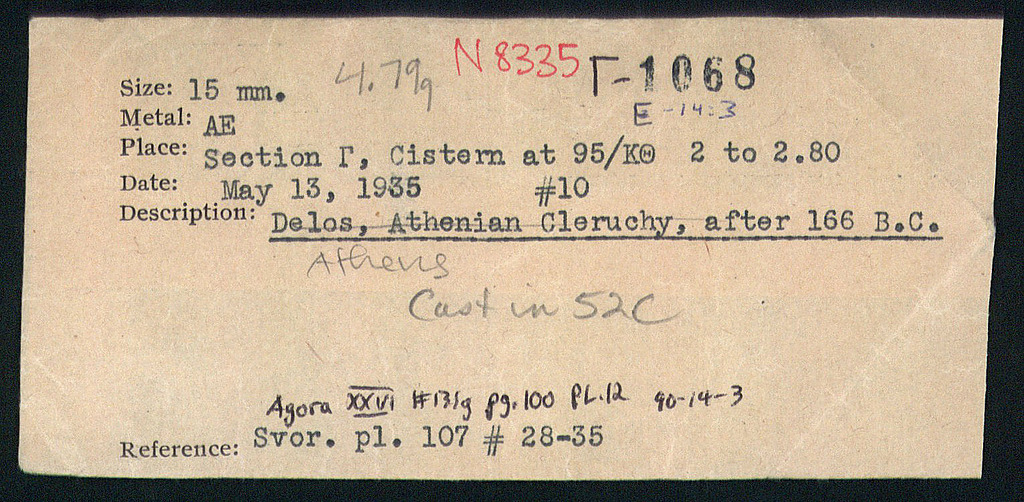 N 8335 Γ-1068
Size: 15 mm. 4.79g
E-14:3
Metal: AE
Place: Section Γ, Cistern at 95/ΚΘ 2 to 2.80
Date: May 13, 1935 #10
Description: Delos, Athenian Cleruchy, after 166 B.C.
Athens
Cast in 52C
Agora XXVI #131g pg.100 PL.12 90-14-3
Reference: Svor. pl. 107 # 28-35